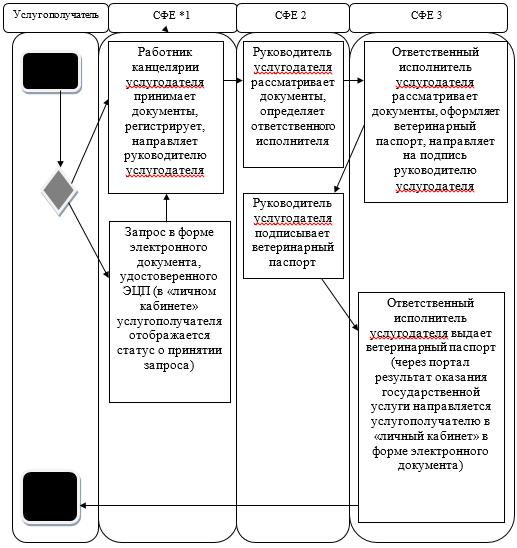 Услугополучатель
СФЕ *1
СФЕ 2
СФЕ 3
Работник
канцелярии
услугодателя
принимает
документы,
регистрирует,
направляет
руководителю
услугодателя
Руководитель
услугодателя
рассматривает
документы,
определяет
ответственного
исполнителя
Ответственный
исполнитель
услугодателя
рассматривает
документы, оформляет
ветеринарный
паспорт, направляет
на подпись
руководителю
услугодателя
Руководитель
услугодателя
подписывает
ветеринарный
паспорт
Запрос в форме
электронного
документа,
удостоверенного
ЭЦП (в «личном
кабинете»
услугополучателя
отображается
статус о принятии
запроса)
Ответственный
исполнитель
услугодателя выдает
ветеринарный паспорт
(через портал
результат оказания
государственной
услуги направляется
услугополучателю в
«личный кабинет» в
форме электронного
документа)